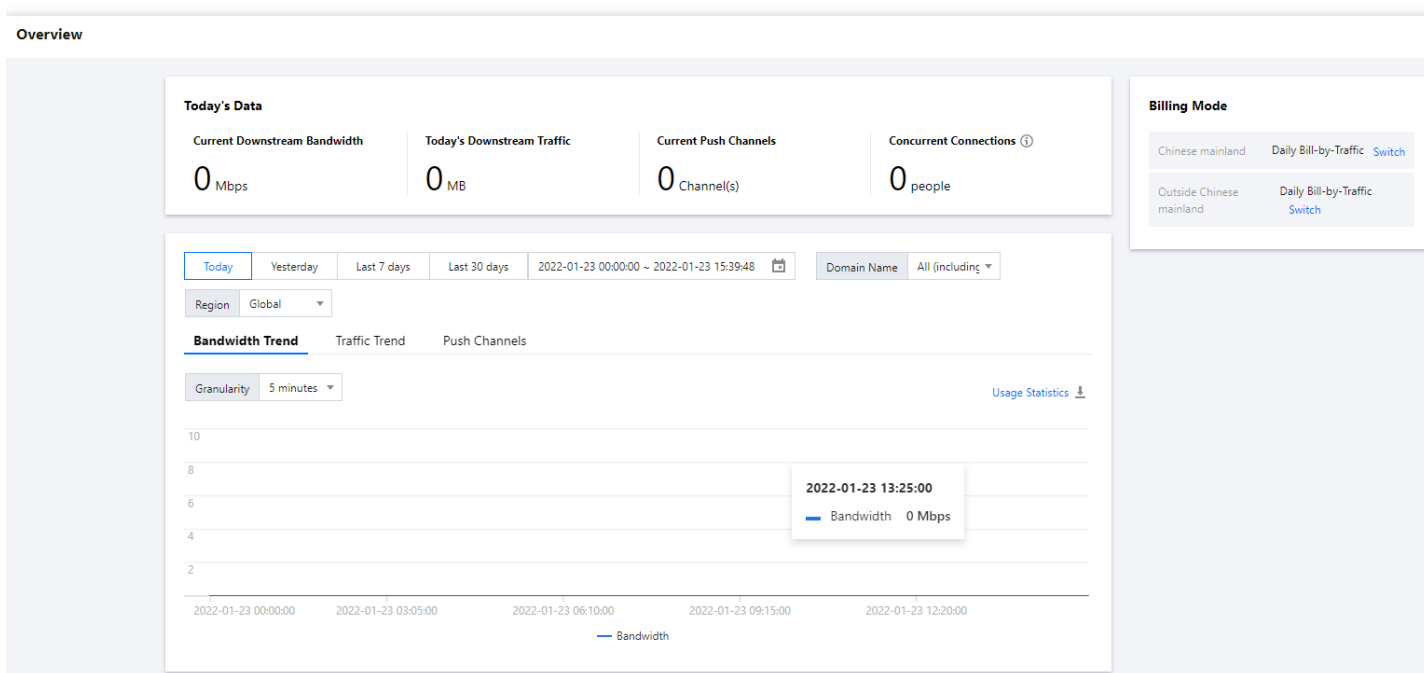 Overview
Today's Data
Current Downstream Bandwidth
0 Mbps
Today's Downstream Traffic
0 MB
Current Push Channels
0 Channel(s)
Concurrent Connections
0 people
Billing Mode
Chinese mainland Daily Bill-by-Traffic Switch
Outside Chinese
mainland
Daily Bill-by-Traffic
Switch
Today Yesterday Last 7 days Last 30 days 2022-01-23 00:00:00 ~ 2022-01-23 15:39:48 Domain Name All (including
Region Global
Bandwidth Trend Traffic Trend Push Channels
Granularity 5 minutes
Usage Statistics
10
8
6
4
2
2022-01-23 13:25:00
Bandwidth 0 Mbps
2022-01-23 00:00:00 2022-01-23 03:05:00 2022-01-23 06:10:00 2022-01-23 09:15:00 2022-01-23 12:20:00
Bandwidth